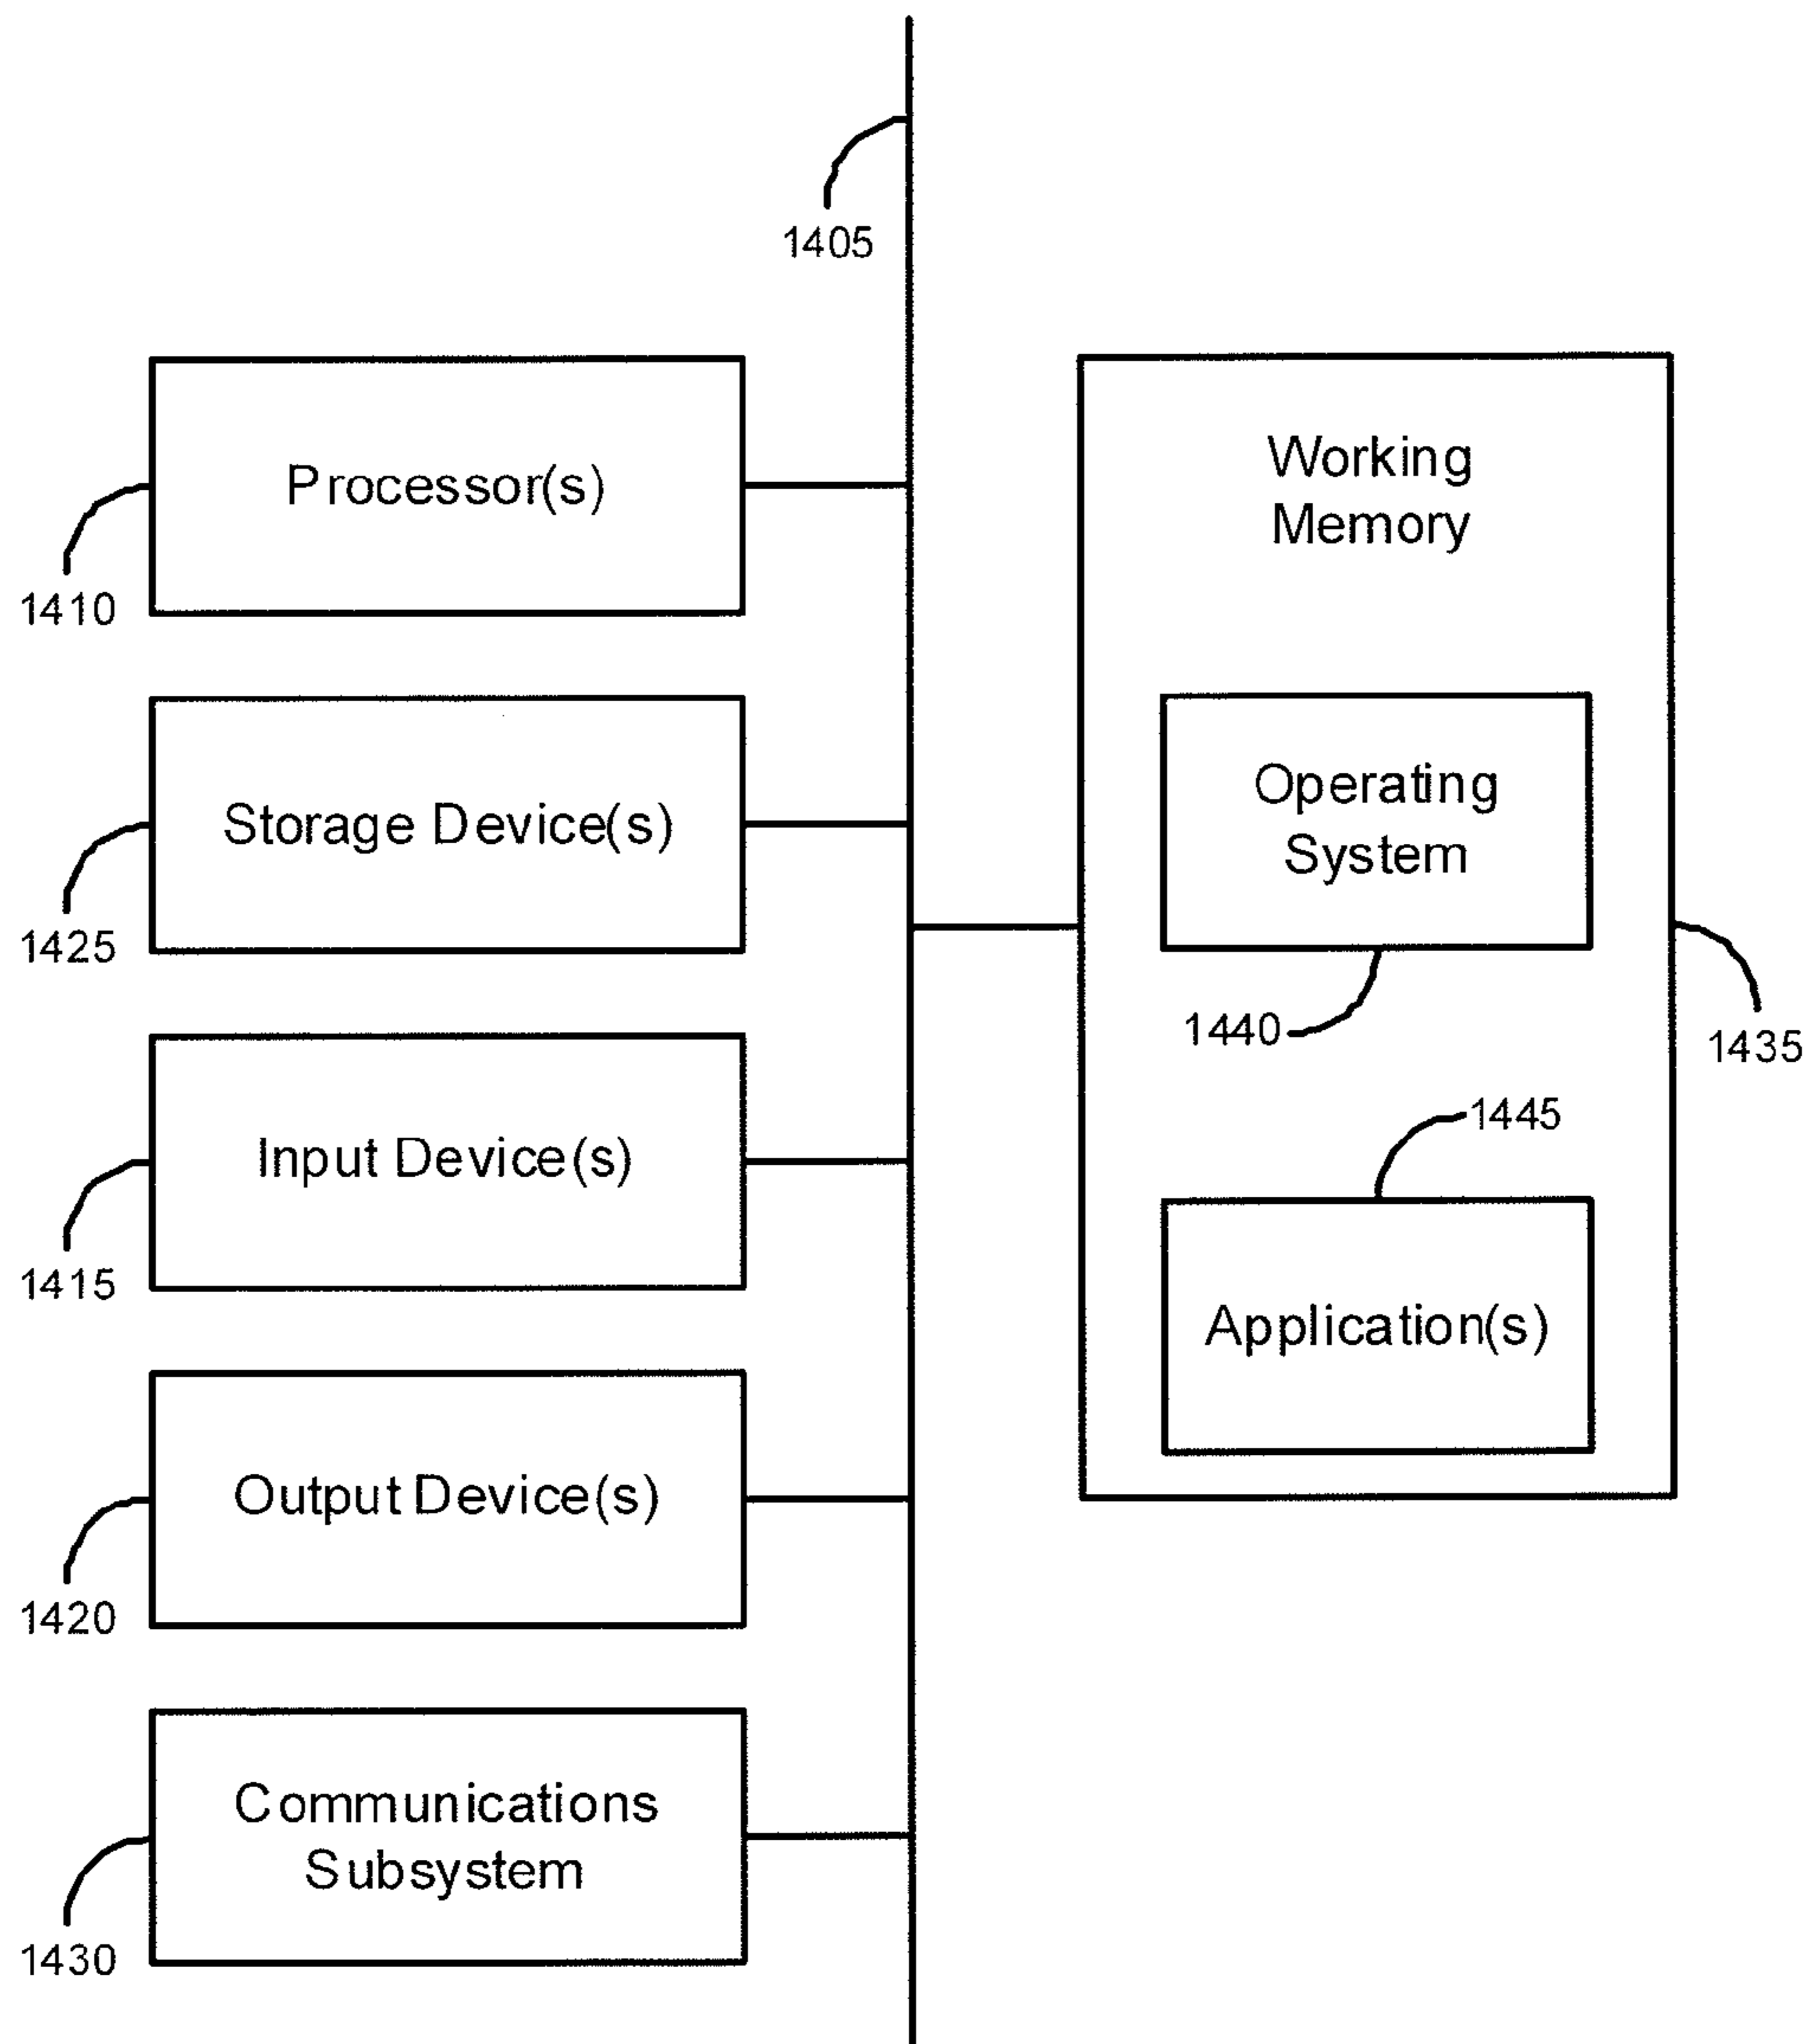 1405
Processor(s)
1410
Storage Device(s)
1425
Input Device(s)
1415
Output Device(s)
1420
Communications
Subsystem
1430
Working
Memory
Operating
System
1440
1435
1445
Application(s)